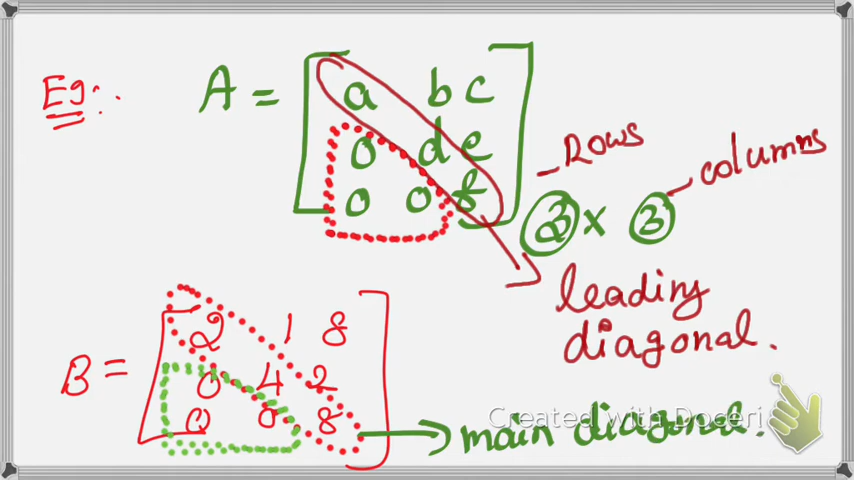 Eg:-
A = [ a b c
0 d e
0 0 f ]
3 x 3
Rows
columns
leading
diagonal.
B = [ 2 1 8
0 4 2
0 0 8 ]
main diagonal.
Created with Doceri